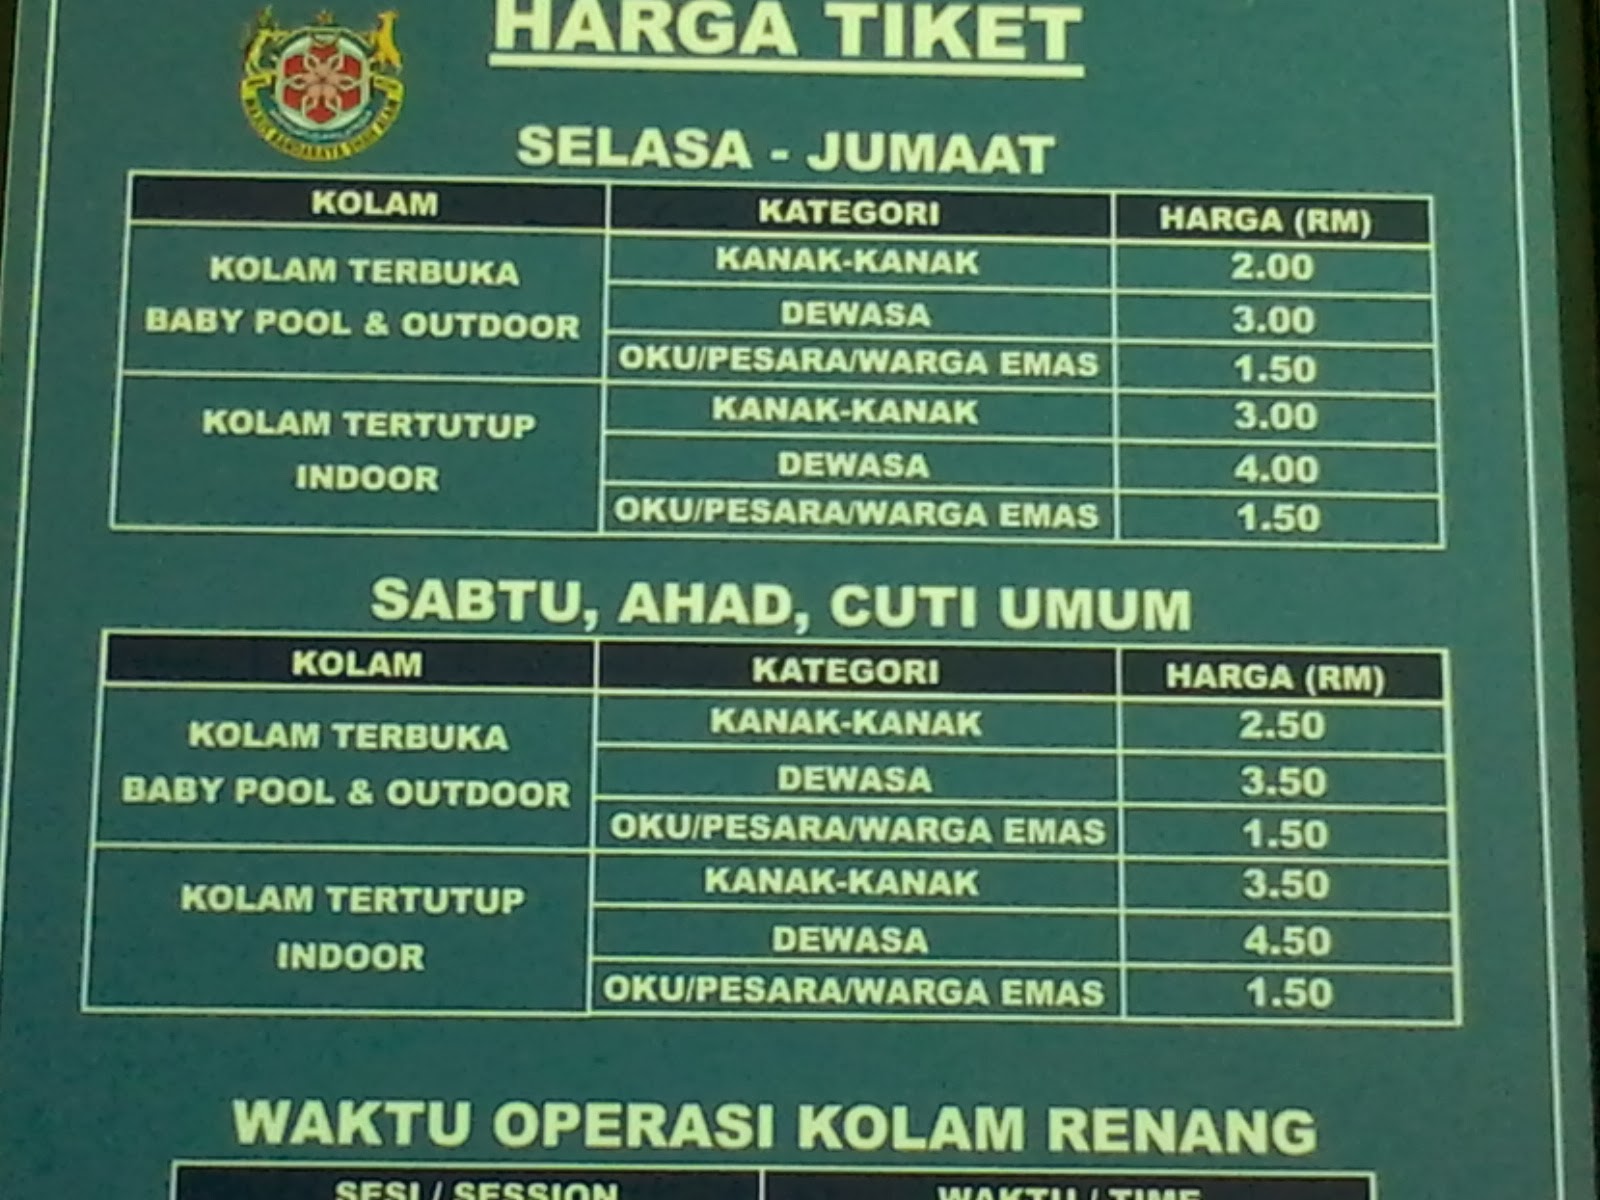 HARGA TIKET
SELASA - JUMAAT
KOLAM KATEGORI HARGA (RM)
KOLAM TERBUKA
BABY POOL & OUTDOOR
KANAK-KANAK 2.00
DEWASA 3.00
OKU/PESARA/WARGA EMAS 1.50
KOLAM TERTUTUP
INDOOR
KANAK-KANAK 3.00
DEWASA 4.00
OKU/PESARA/WARGA EMAS 1.50
SABTU, AHAD, CUTI UMUM
KOLAM KATEGORI HARGA (RM)
KOLAM TERBUKA
BABY POOL & OUTDOOR
KANAK-KANAK 2.50
DEWASA 3.50
OKU/PESARA/WARGA EMAS 1.50
KOLAM TERTUTUP
INDOOR
KANAK-KANAK 3.50
DEWASA 4.50
OKU/PESARA/WARGA EMAS 1.50
WAKTU OPERASI KOLAM RENANG
SESI / SESSION WAKTU / TIME